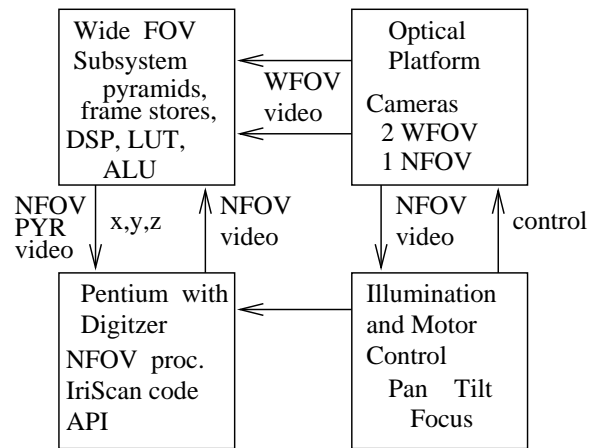 Wide FOV
Subsystem
pyramids,
frame stores,
DSP, LUT,
ALU
WFOV
video
Optical
Platform
Cameras
2 WFOV
1 NFOV
NFOV
PYR
video
x,y,z
NFOV
video
NFOV
video
control
Pentium with
Digitzer
NFOV proc.
IriScan code
API
Illumination
and Motor
Control
Pan Tilt
Focus